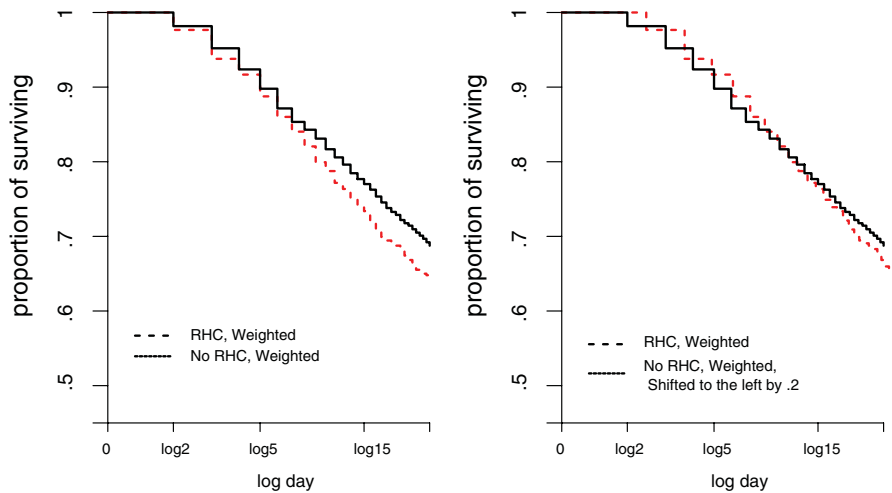 proportion of surviving
1
.9
.8
.7
.6
.5
RHC, Weighted
No RHC, Weighted
0
log2
log5
log15
log day
proportion of surviving
1
.9
.8
.7
.6
.5
RHC, Weighted
No RHC, Weighted,
Shifted to the left by .2
0
log2
log5
log15
log day